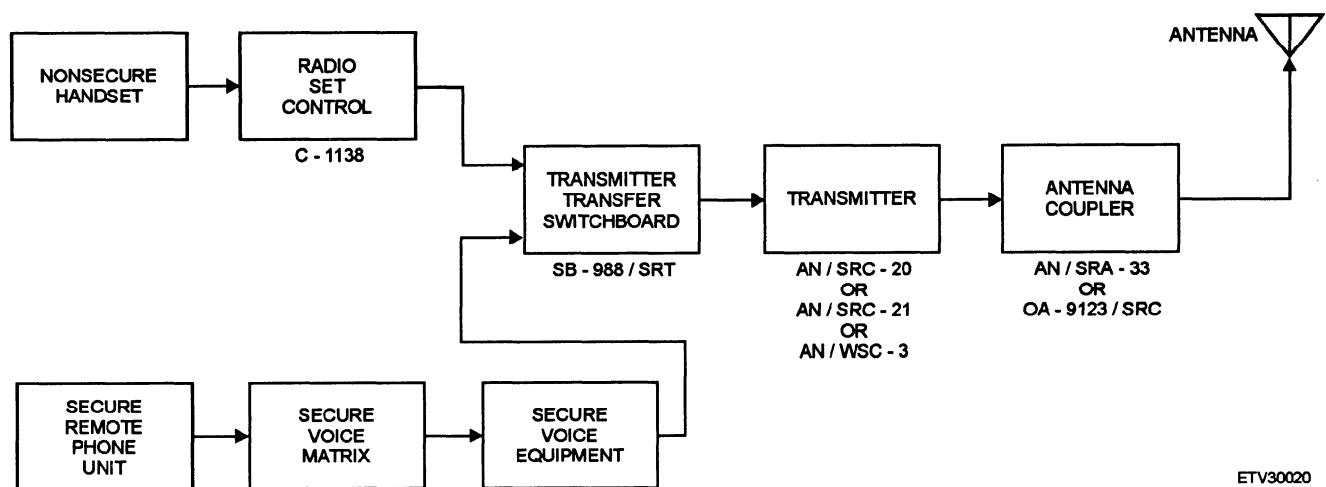 ANTENNA
NONSECURE
HANDSET
RADIO
SET
CONTROL
C - 1138
TRANSMITTER
TRANSFER
SWITCHBOARD
SB - 988 / SRT
TRANSMITTER
AN / SRC - 20
OR
AN / SRC - 21
OR
AN / WSC - 3
ANTENNA
COUPLER
AN / SRA - 33
OR
OA - 9123 / SRC
SECURE
REMOTE
PHONE
UNIT
SECURE
VOICE
MATRIX
SECURE
VOICE
EQUIPMENT
ETV30020